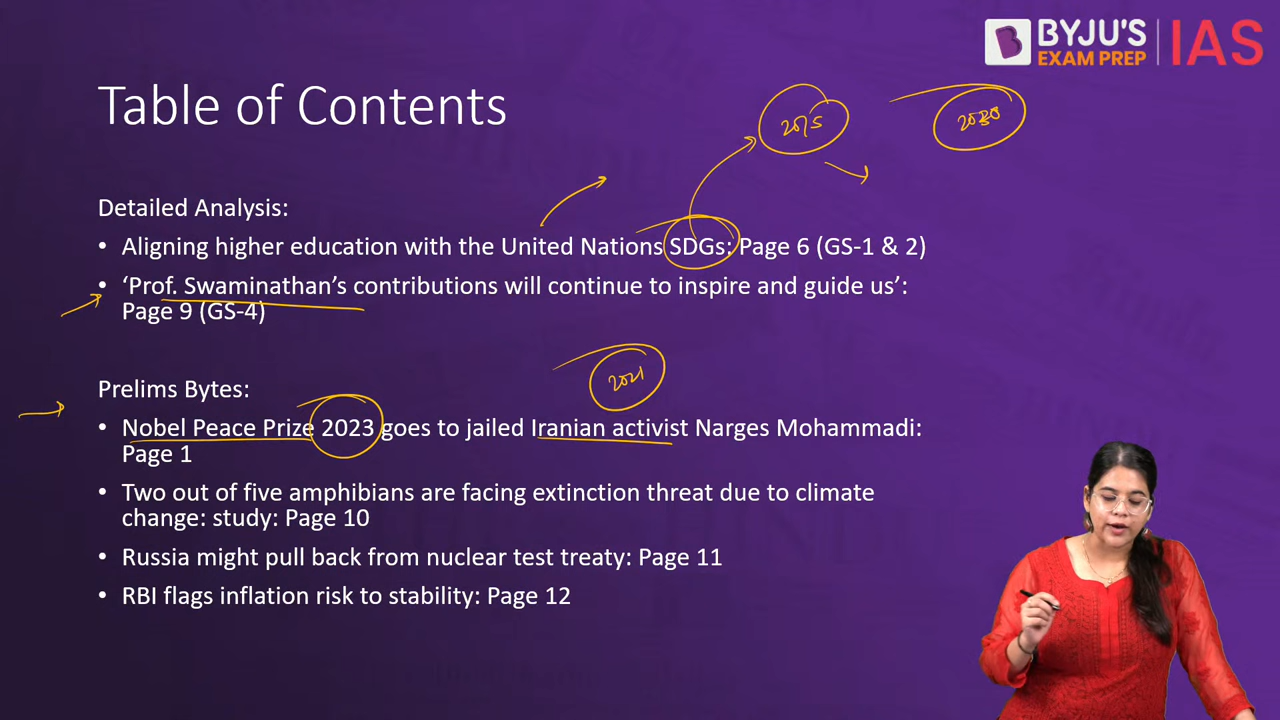 BYJU'S IAS
EXAM PREP
Table of Contents
2015
2030
Detailed Analysis:
• Aligning higher education with the United Nations SDGs: Page 6 (GS-1 & 2)
• ‘Prof. Swaminathan’s contributions will continue to inspire and guide us’:
Page 9 (GS-4)
2021
Prelims Bytes:
• Nobel Peace Prize 2023 goes to jailed Iranian activist Narges Mohammadi:
Page 1
• Two out of five amphibians are facing extinction threat due to climate
change: study: Page 10
• Russia might pull back from nuclear test treaty: Page 11
• RBI flags inflation risk to stability: Page 12